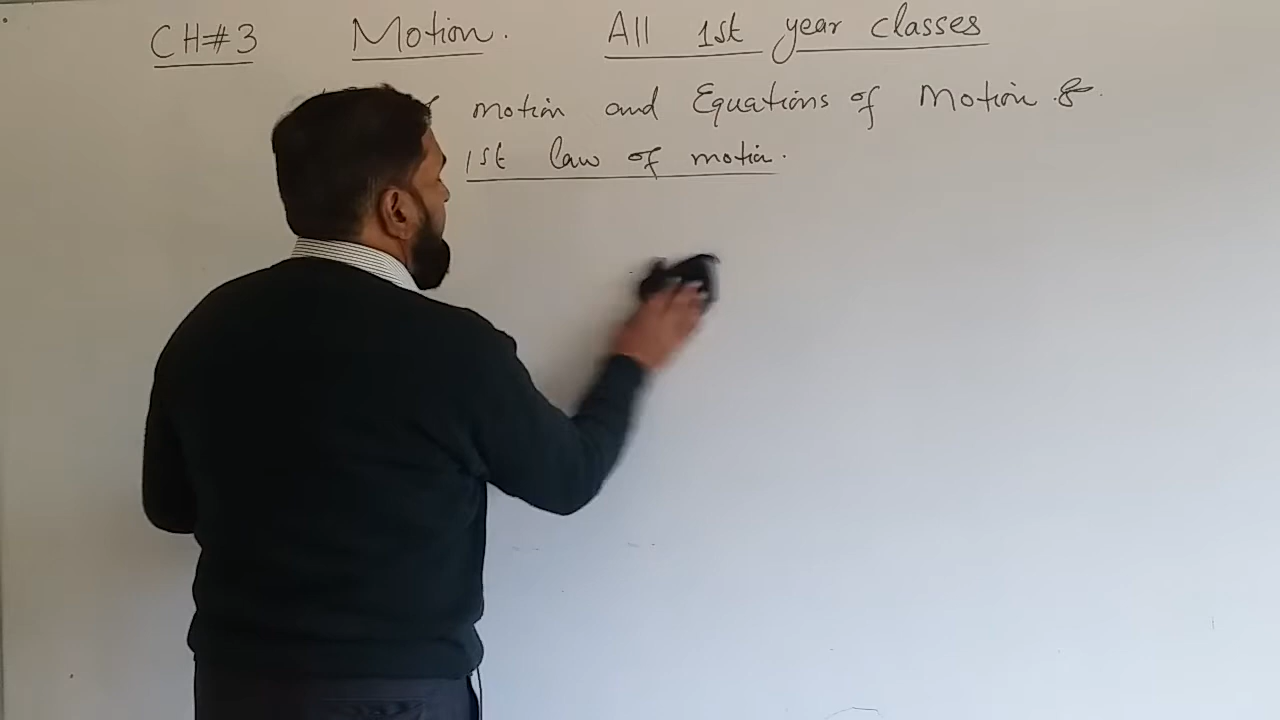 CH#3 Motion. All 1st year classes
motion and Equations of Motion &
1st law of motion.